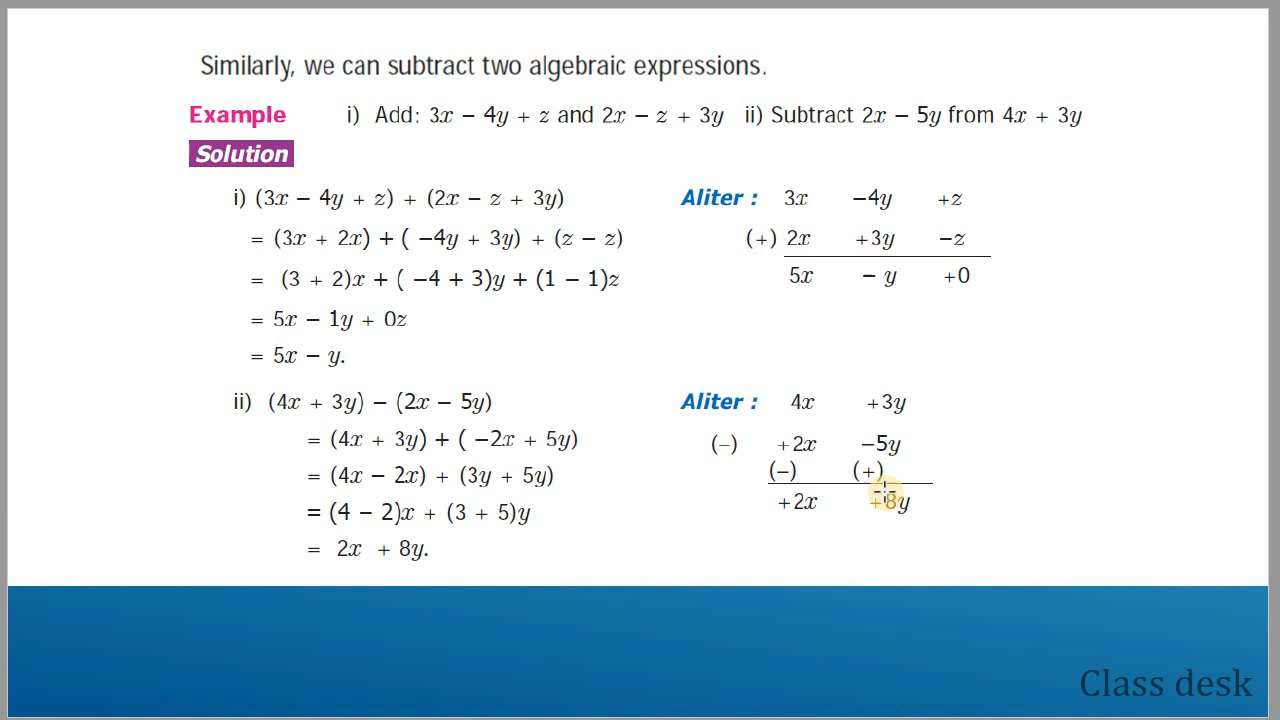 Similarly, we can subtract two algebraic expressions.
Example i) Add: 3x − 4y + z and 2x − z + 3y ii) Subtract 2x − 5y from 4x + 3y
Solution
i) (3x − 4y + z) + (2x − z + 3y)
= (3x + 2x) + ( −4y + 3y) + (z − z)
= (3 + 2)x + ( −4 + 3)y + (1 − 1)z
= 5x − 1y + 0z
= 5x − y.
Aliter : 3x −4y +z
(+) 2x +3y −z
5x − y +0
ii) (4x + 3y) − (2x − 5y)
= (4x + 3y) + ( −2x + 5y)
= (4x − 2x) + (3y + 5y)
= (4 − 2)x + (3 + 5)y
= 2x + 8y.
Aliter : 4x +3y
(−) +2x −5y
(−) (+)
+2x +8y
Class desk